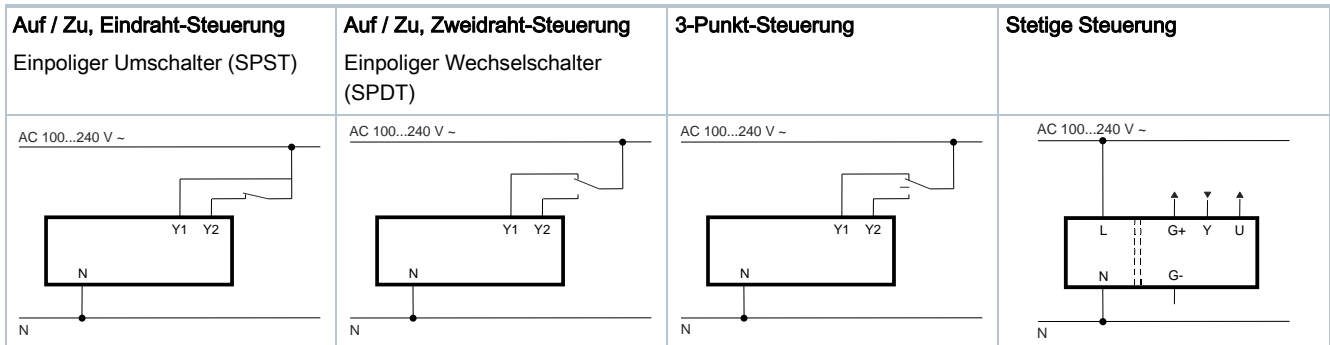 Auf / Zu, Eindraht-Steuerung
Einpoliger Umschalter (SPST)
Auf / Zu, Zweidraht-Steuerung
Einpoliger Wechselschalter
(SPDT)
3-Punkt-Steuerung
Stetige Steuerung
AC 100...240 V ~
Y1 Y2
N
N
AC 100...240 V ~
Y1 Y2
N
N
AC 100...240 V ~
Y1 Y2
N
N
AC 100...240 V ~
L G+ Y U
N G-
N